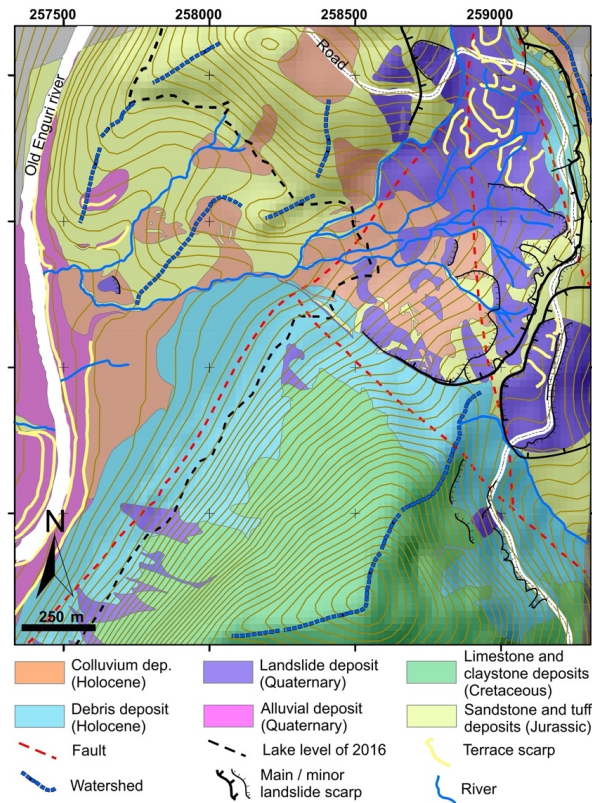 257500 258000 258500 259000
Road
Old Enguri river
N
250 m
Colluvium dep.
(Holocene)
Landslide deposit
(Quaternary)
Limestone and
claystone deposits
(Cretaceous)
Debris deposit
(Holocene)
Alluvial deposit
(Quaternary)
Sandstone and tuff
deposits (Jurassic)
Fault
Lake level of 2016
Terrace scarp
Watershed
Main / minor
landslide scarp
River